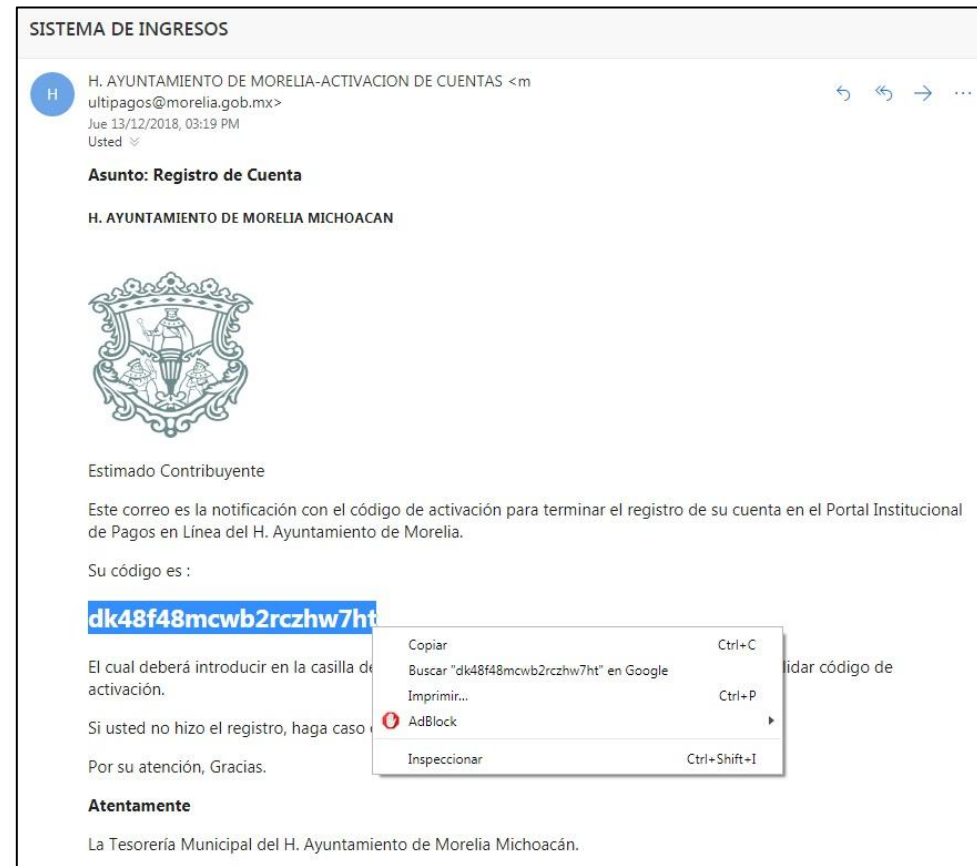 SISTEMA DE INGRESOS
H
H. AYUNTAMIENTO DE MORELIA-ACTIVACION DE CUENTAS <m
ultipagos@morelia.gob.mx>
Jue 13/12/2018, 03:19 PM
Usted
Asunto: Registro de Cuenta
H. AYUNTAMIENTO DE MORELIA MICHOACAN
Estimado Contribuyente
Este correo es la notificación con el código de activación para terminar el registro de su cuenta en el Portal Institucional
de Pagos en Línea del H. Ayuntamiento de Morelia.
Su código es :
dk48f48mcwb2rczhw7ht
Copiar Ctrl+C
Buscar "dk48f48mcwb2rczhw7ht" en Google
Imprimir... Ctrl+P
AdBlock
Inspeccionar Ctrl+Shift+I
El cual deberá introducir en la casilla de lidar código de
activación.
Si usted no hizo el registro, haga caso
Por su atención, Gracias.
Atentamente
La Tesorería Municipal del H. Ayuntamiento de Morelia Michoacán.